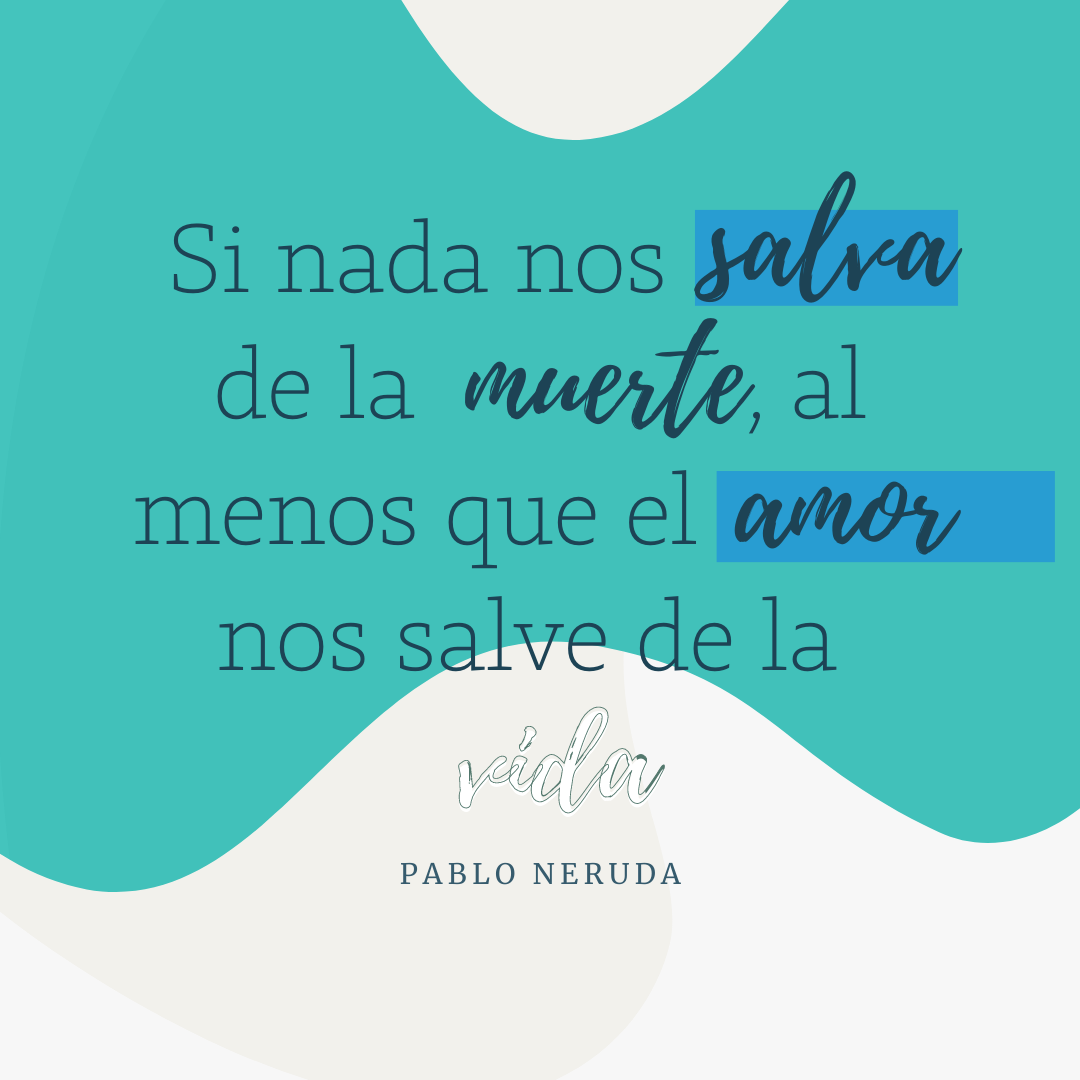 Si nada nos salva
de la muerte, al
menos que el amor
nos salve de la
vida
PABLO NERUDA